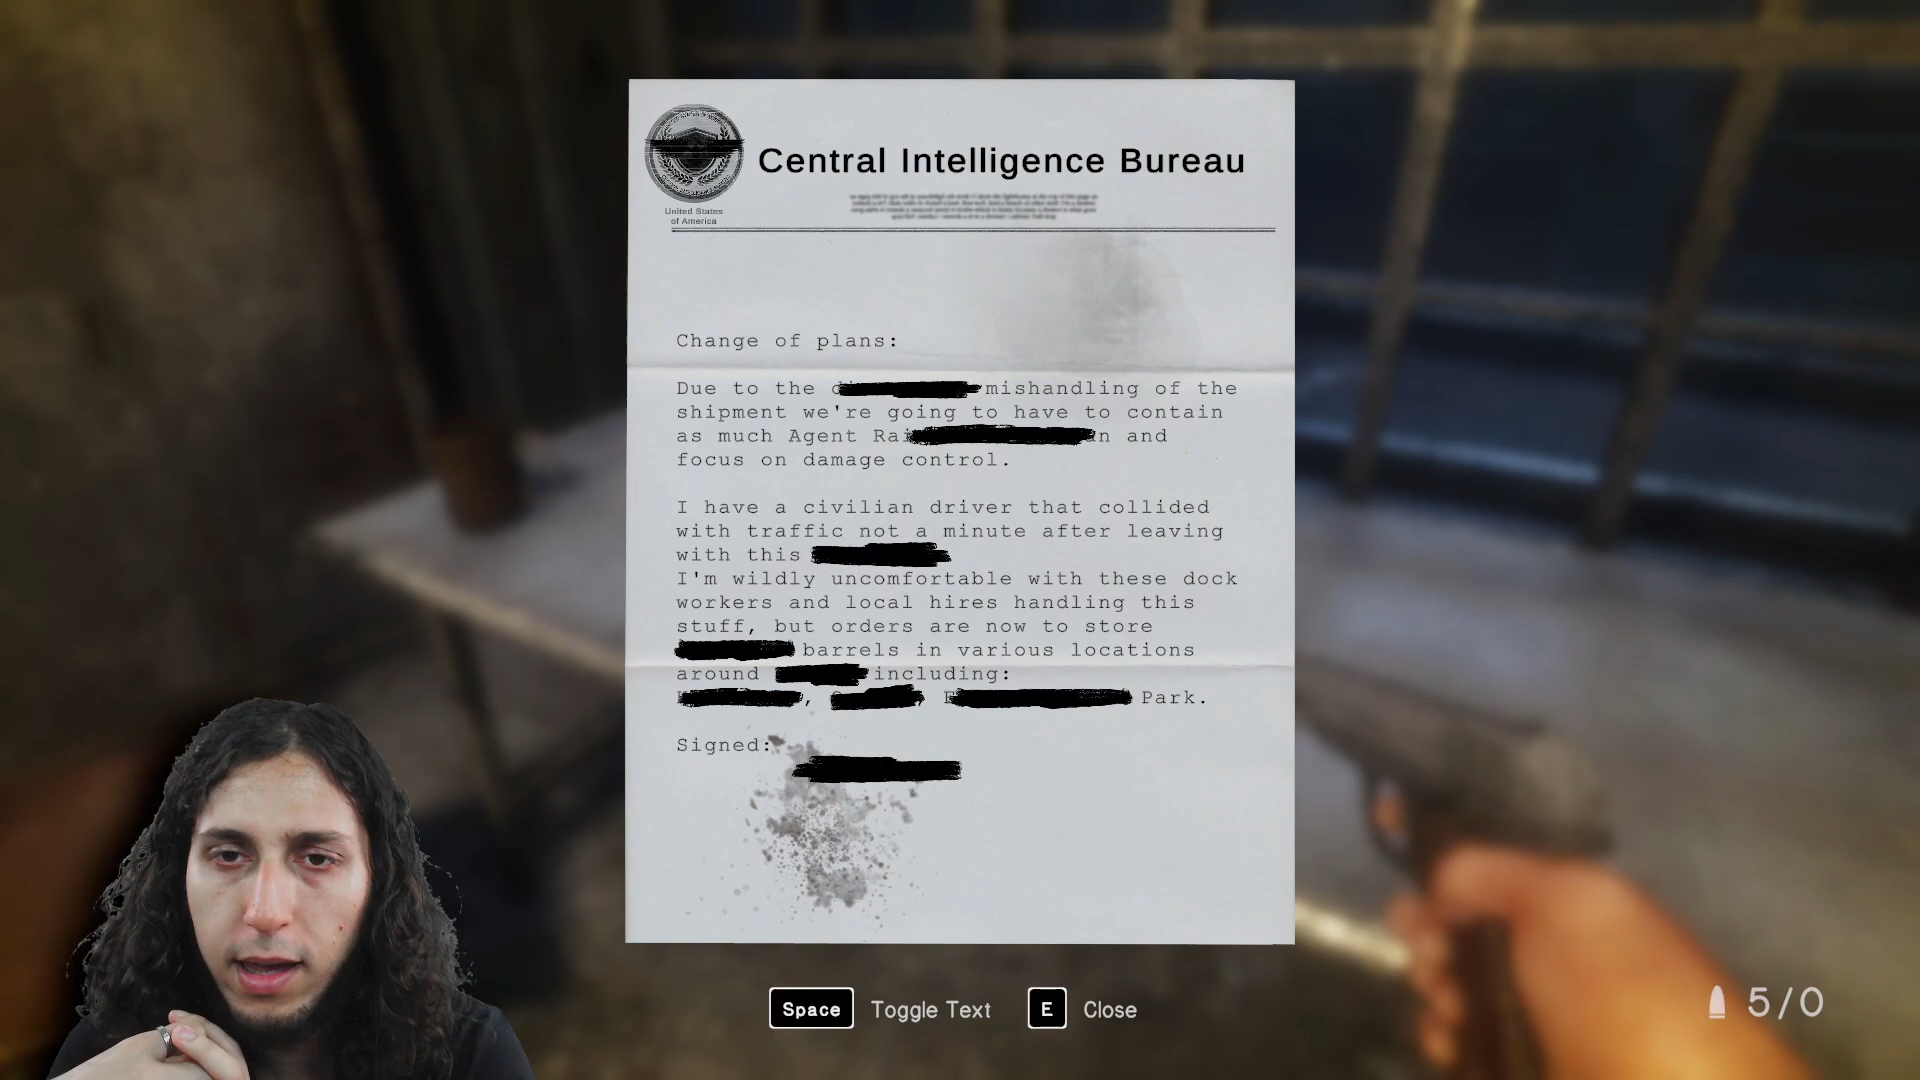 Central Intelligence Bureau
United States
of America
Change of plans:
Due to the mishandling of the
shipment we're going to have to contain
as much Agent and
focus on damage control.
I have a civilian driver that collided
with traffic not a minute after leaving
with this
I'm wildly uncomfortable with these dock
workers and local hires handling this
stuff, but orders are now to store
barrels in various locations
around including:
, , Park.
Signed:
Space Toggle Text E Close
5/0